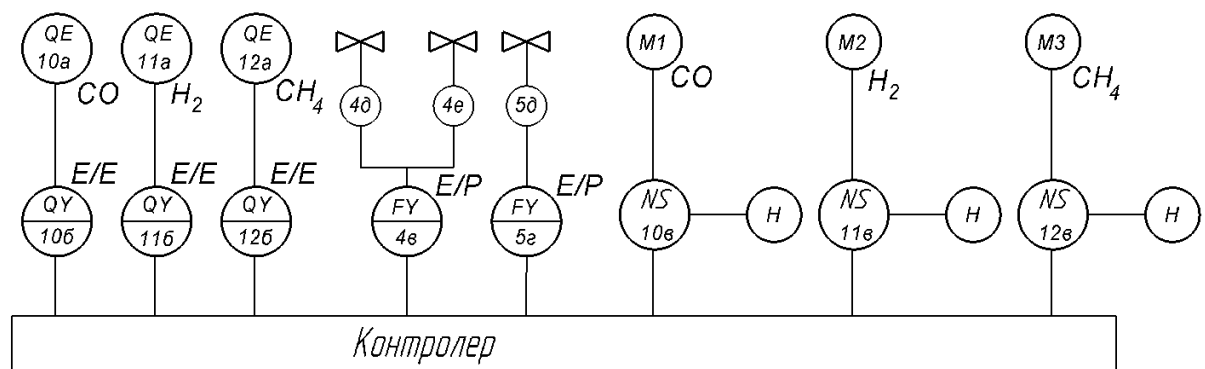 QE
10а
CO
E/E
QY
10б
QE
11а
H₂
E/E
QY
11б
QE
12а
CH₄
E/E
QY
12б
4д
4е
E/P
FY
4в
5д
E/P
FY
5г
M1
CO
NS
10в
H
M2
H₂
NS
11в
H
M3
CH₄
NS
12в
H
Контролер